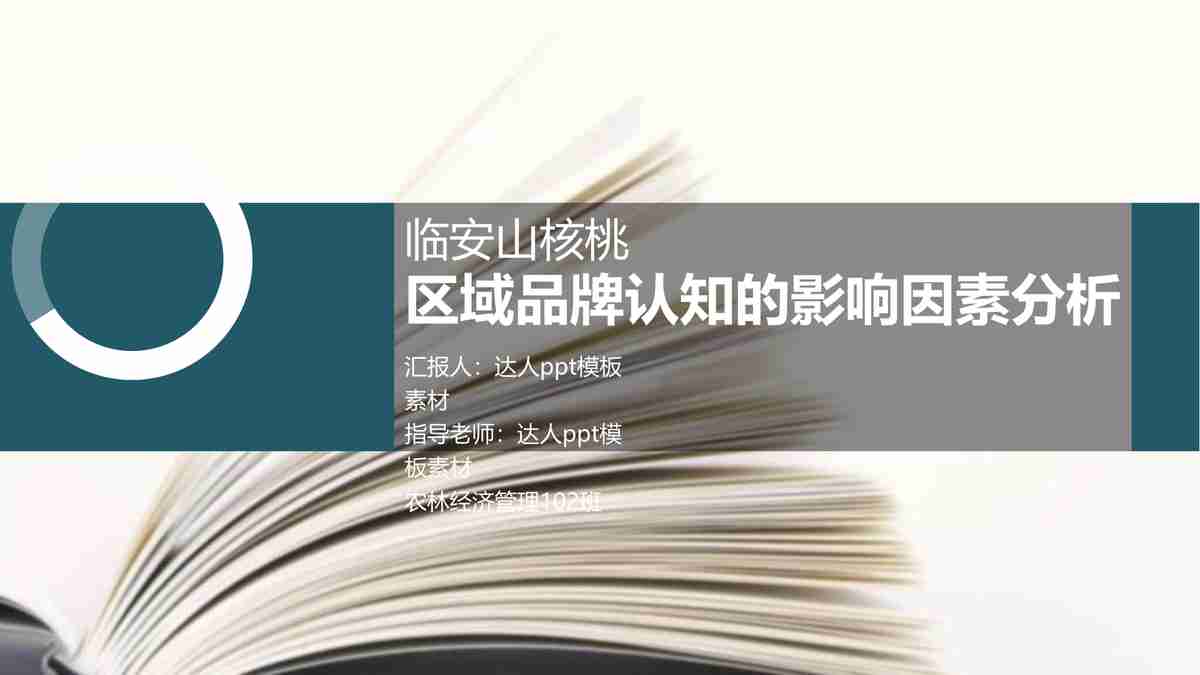 临安山核桃
区域品牌认知的影响因素分析
汇报人：达人ppt模板
素材
指导老师：达人ppt模
板素材
农林经济管理102班